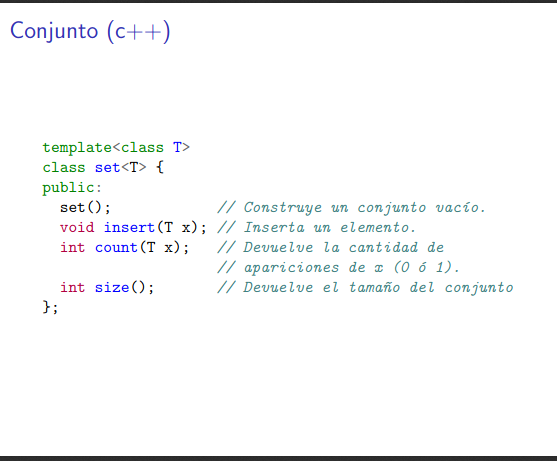 Conjunto (c++)
template<class T>
class set<T> {
public:
set(); // Construye un conjunto vacío.
void insert(T x); // Inserta un elemento.
int count(T x); // Devuelve la cantidad de
// apariciones de x (0 ó 1).
int size(); // Devuelve el tamaño del conjunto
};